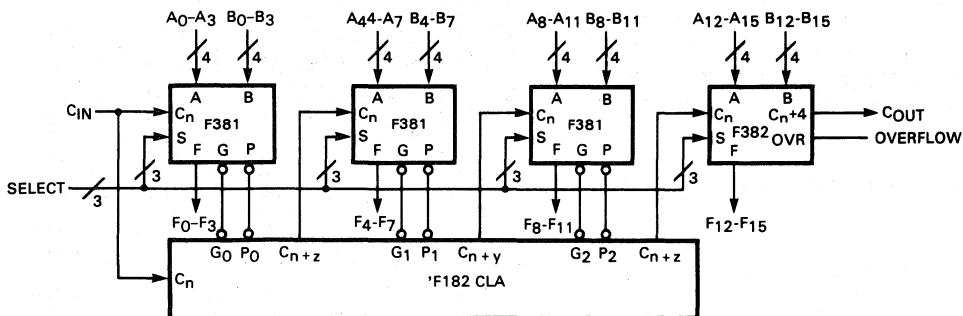 A0-A3 B0-B3 A44-A7 B4-B7 A8-A11 B8-B11 A12-A15 B12-B15
4 4 4 4 4 4 4 4
CIN A B A B A B A B
Cn F381 Cn F381 Cn F381 Cn Cn+4 COUT
S S S S F382 OVR OVERFLOW
F G P F G P F G P F
SELECT 3 3 3 3 3
F0-F3 F4-F7 F8-F11 F12-F15
G0 P0 Cn+z G1 P1 Cn+y G2 P2 Cn+z
Cn 'F182 CLA